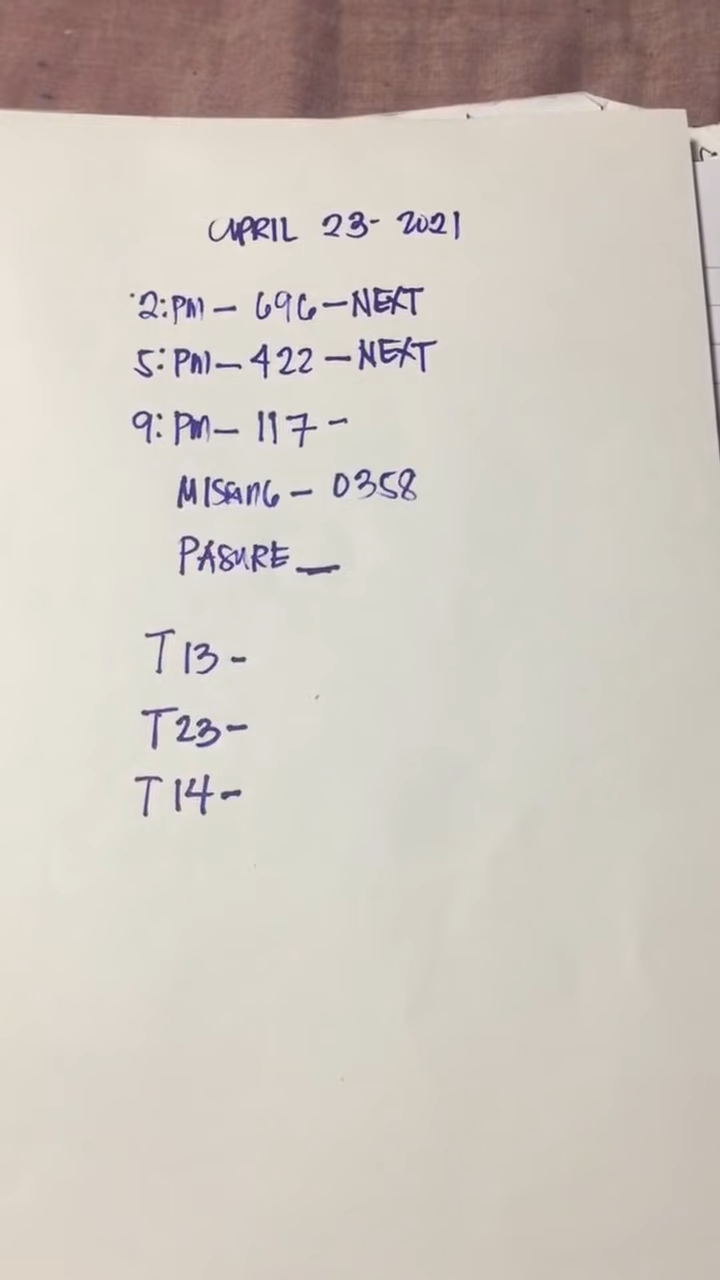 APRIL 23- 2021
2:PM - 696 - NEXT
5:PM - 422 - NEXT
9:PM - 117 -
MISANG - 0358
PASURE _
T13-
T23-
T14-